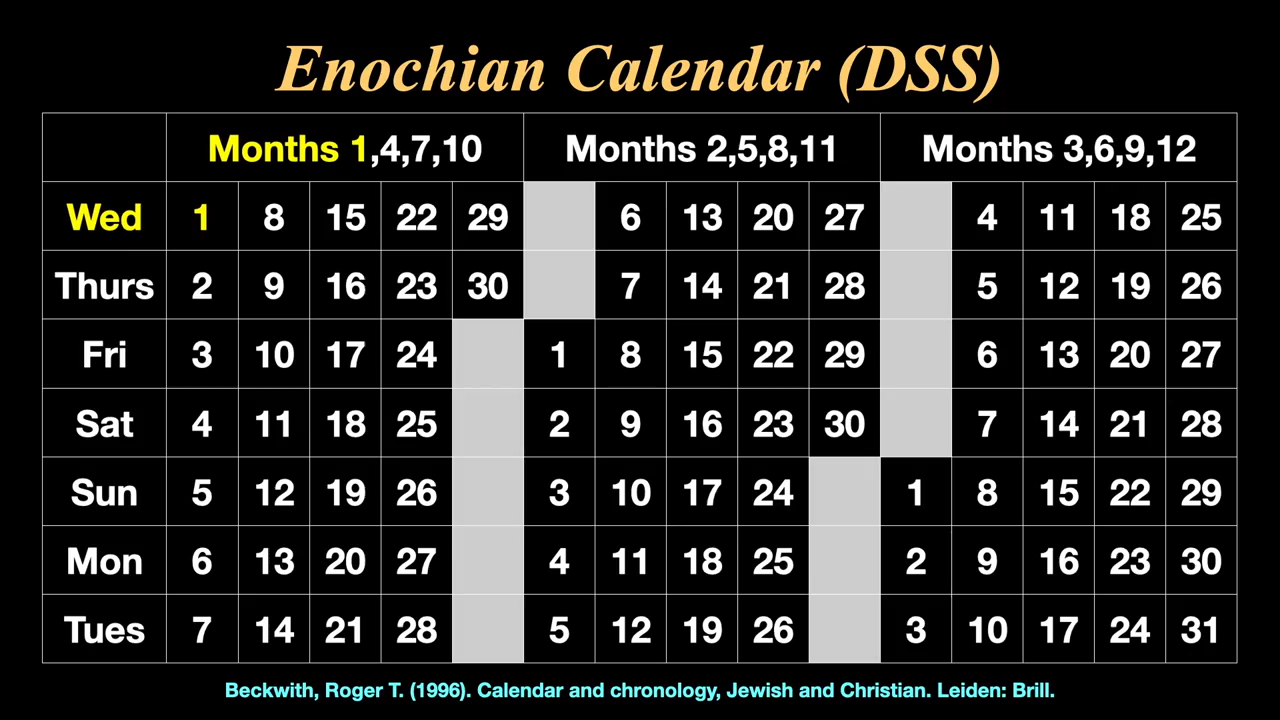 Enochian Calendar (DSS)
Months 1,4,7,10 Months 2,5,8,11 Months 3,6,9,12
Wed 1 8 15 22 29 6 13 20 27 4 11 18 25
Thurs 2 9 16 23 30 7 14 21 28 5 12 19 26
Fri 3 10 17 24 1 8 15 22 29 6 13 20 27
Sat 4 11 18 25 2 9 16 23 30 7 14 21 28
Sun 5 12 19 26 3 10 17 24 1 8 15 22 29
Mon 6 13 20 27 4 11 18 25 2 9 16 23 30
Tues 7 14 21 28 5 12 19 26 3 10 17 24 31
Beckwith, Roger T. (1996). Calendar and chronology, Jewish and Christian. Leiden: Brill.